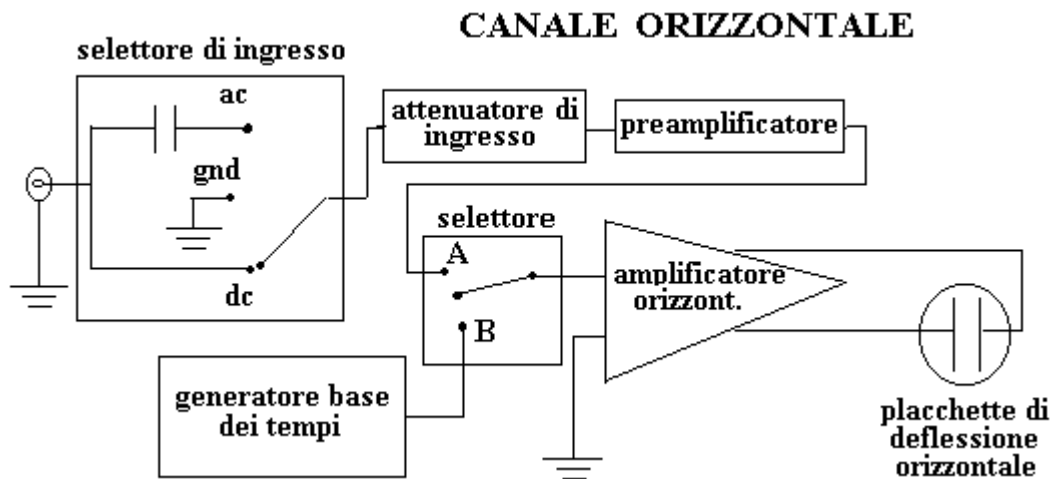 CANALE ORIZZONTALE
selettore di ingresso
ac
gnd
dc
attenuatore di
ingresso
preamplificatore
selettore
A
B
amplificatore
orizzont.
generatore base
dei tempi
placchette di
deflessione
orizzontale